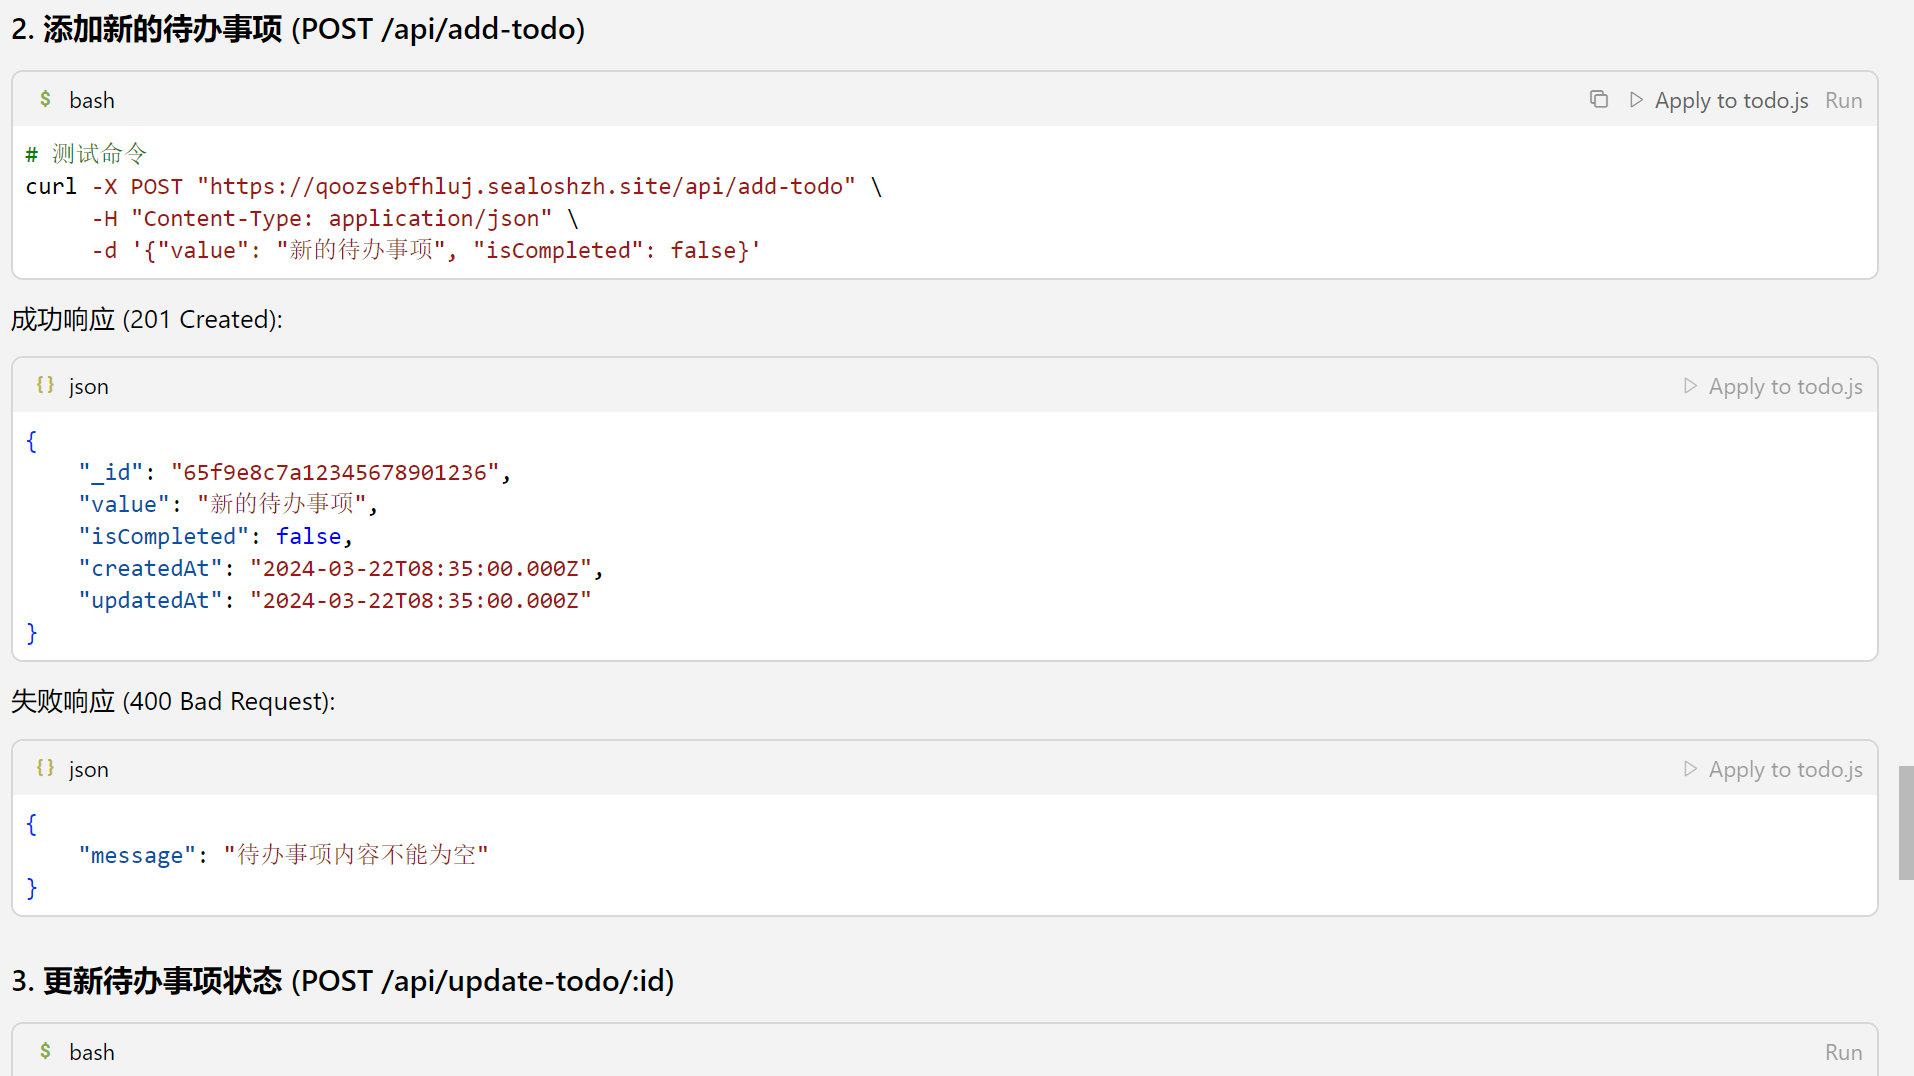 2. 添加新的待办事项 (POST /api/add-todo)
$ bash Apply to todo.js Run
# 测试命令
curl -X POST "https://qoozsebfhluj.sealoshzh.site/api/add-todo" \
     -H "Content-Type: application/json" \
     -d '{"value": "新的待办事项", "isCompleted": false}'
成功响应 (201 Created):
{} json Apply to todo.js
{
    "_id": "65f9e8c7a12345678901236",
    "value": "新的待办事项",
    "isCompleted": false,
    "createdAt": "2024-03-22T08:35:00.000Z",
    "updatedAt": "2024-03-22T08:35:00.000Z"
}
失败响应 (400 Bad Request):
{} json Apply to todo.js
{
    "message": "待办事项内容不能为空"
}
3. 更新待办事项状态 (POST /api/update-todo/:id)
$ bash Run